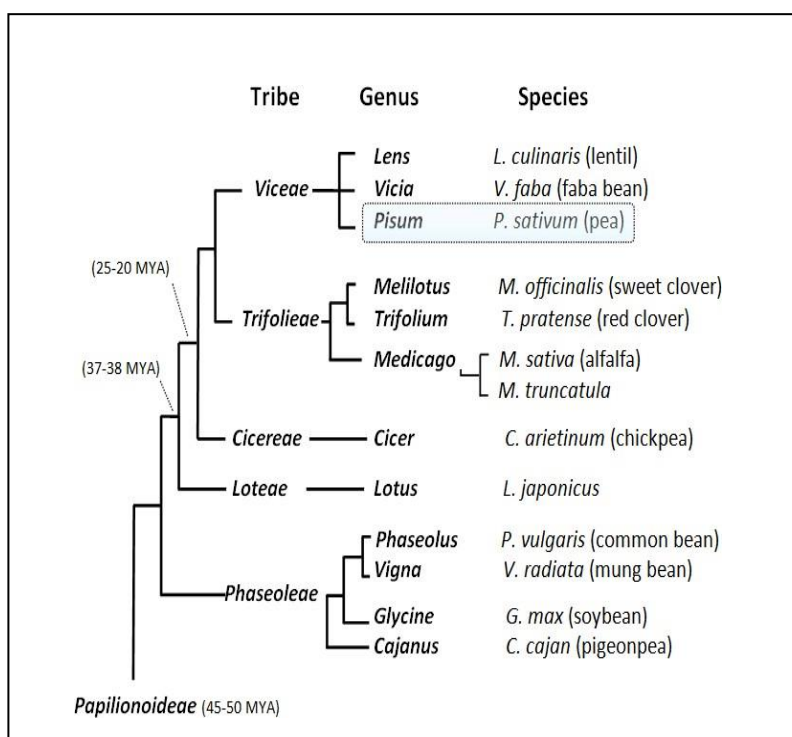 Tribe Genus Species
Lens L. culinaris (lentil)
Viceae Vicia V. faba (faba bean)
Pisum P. sativum (pea)
(25-20 MYA)
Melilotus M. officinalis (sweet clover)
Trifolieae Trifolium T. pratense (red clover)
Medicago M. sativa (alfalfa)
(37-38 MYA)
M. truncatula
Cicereae Cicer C. arietinum (chickpea)
Loteae Lotus L. japonicus
Phaseolus P. vulgaris (common bean)
Vigna V. radiata (mung bean)
Phaseoleae
Glycine G. max (soybean)
Cajanus C. cajan (pigeonpea)
Papilionoideae (45-50 MYA)